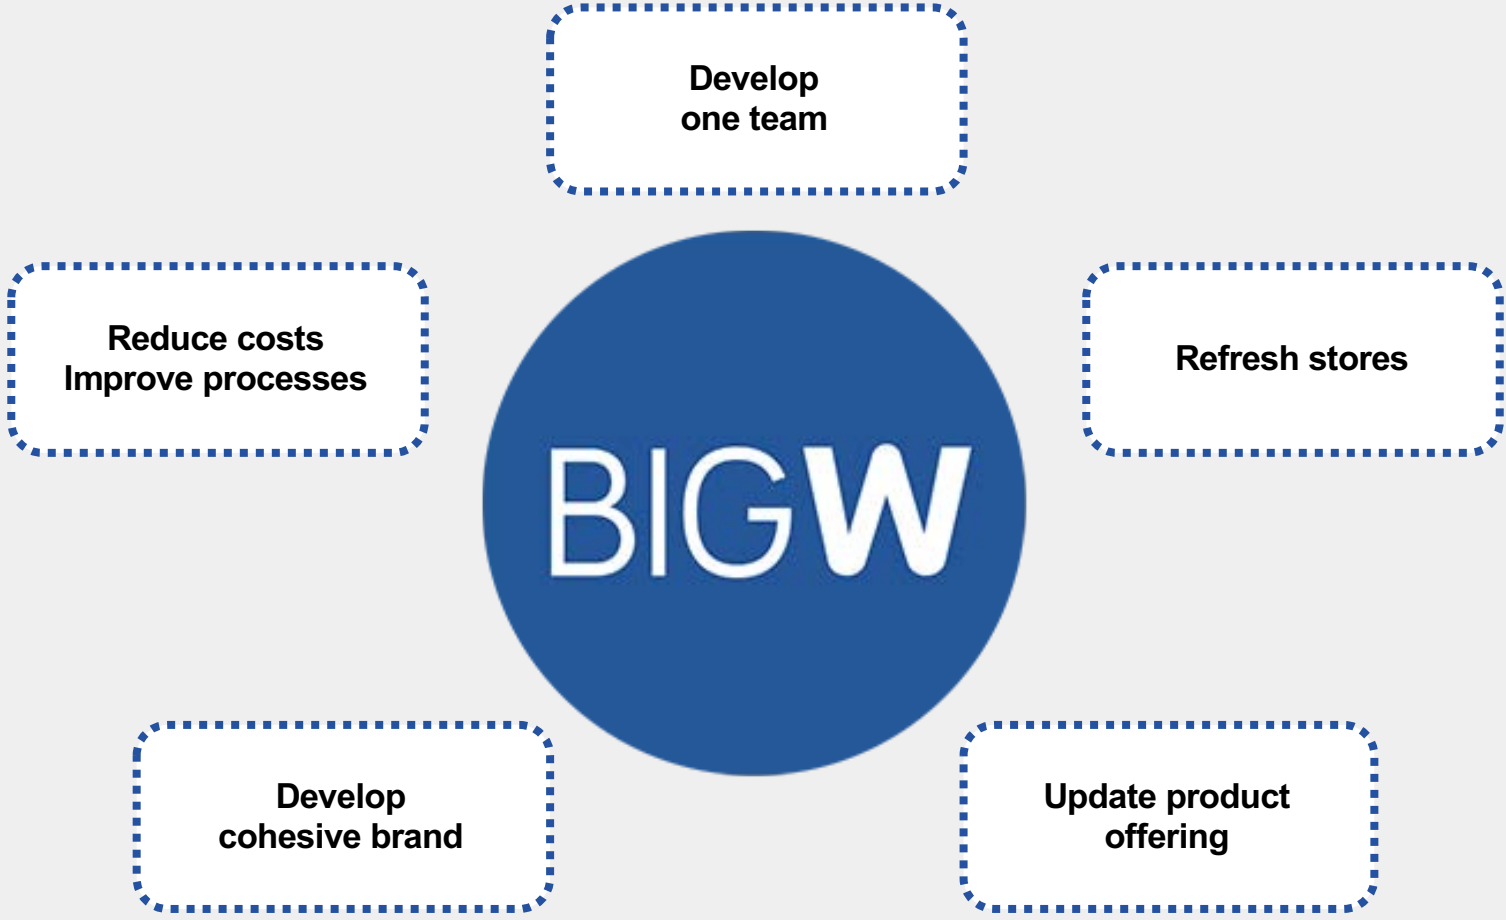 Develop
one team
Reduce costs
Improve processes
Refresh stores
BIGW
Develop
cohesive brand
Update product
offering